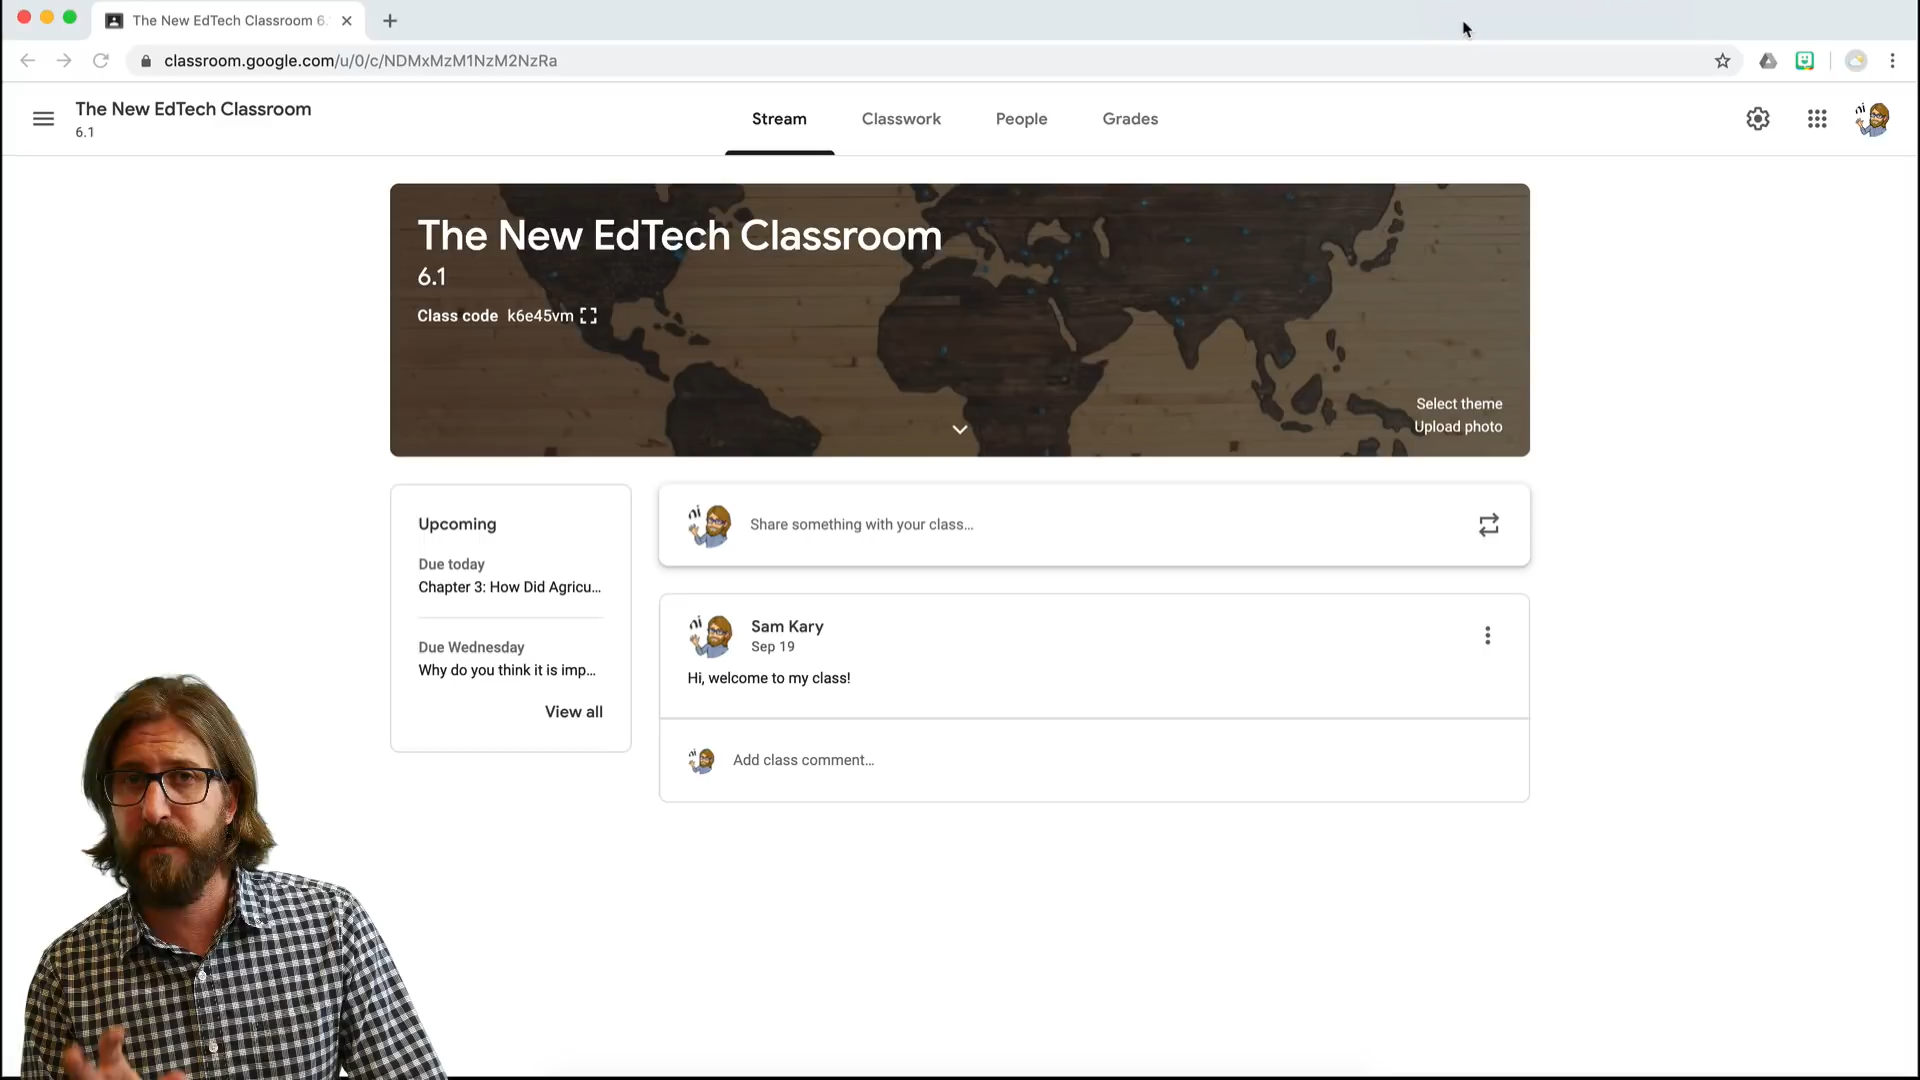 The New EdTech Classroom 6.
classroom.google.com/u/0/c/NDMxMzM1NzM2NzRa
The New EdTech Classroom
6.1
Stream
Classwork
People
Grades
The New EdTech Classroom
6.1
Class code k6e45vm
Select theme
Upload photo
Upcoming
Due today
Chapter 3: How Did Agricu...
Due Wednesday
Why do you think it is imp...
View all
Share something with your class...
Sam Kary
Sep 19
Hi, welcome to my class!
Add class comment...